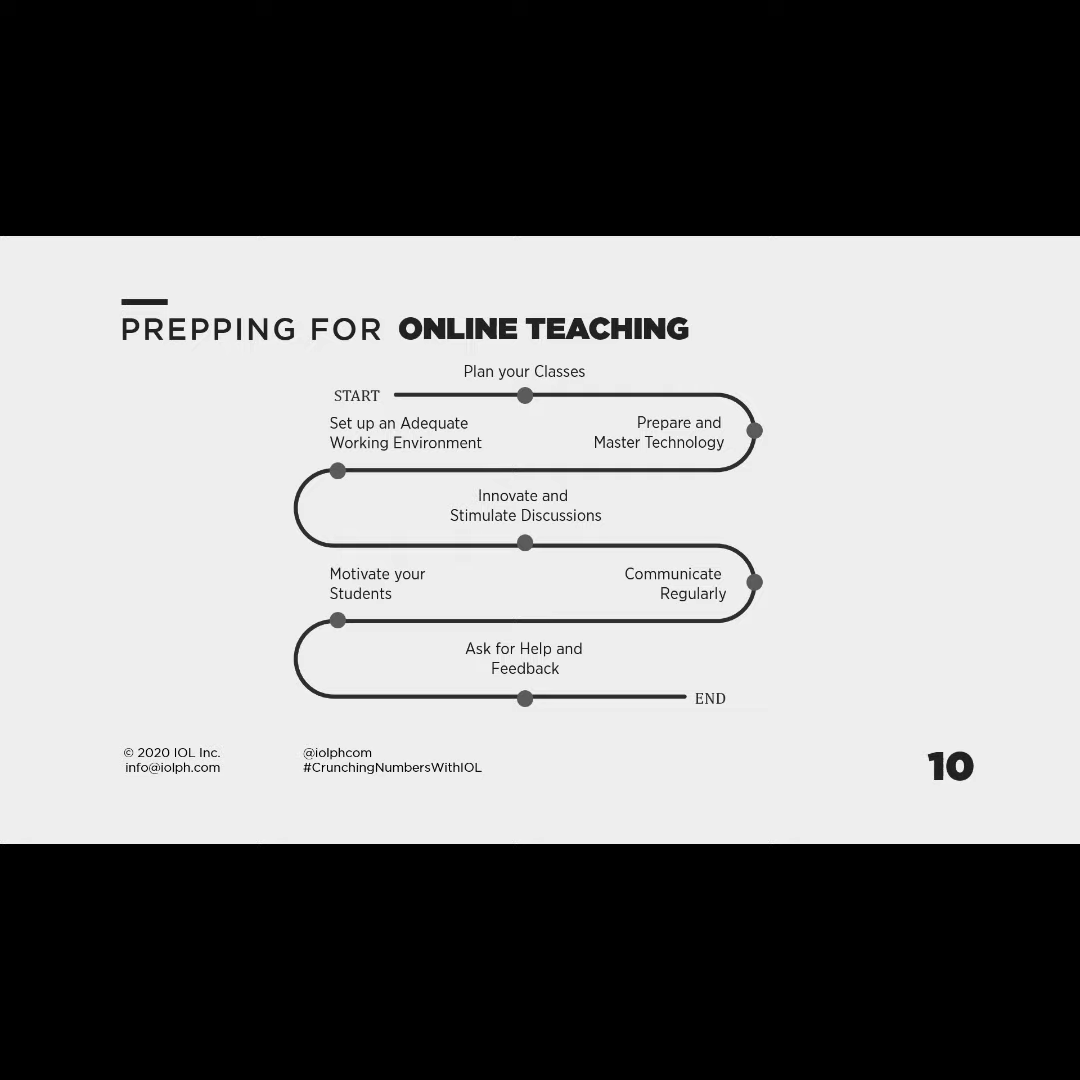 PREPPING FOR ONLINE TEACHING
Plan your Classes
START
Prepare and
Master Technology
Set up an Adequate
Working Environment
Innovate and
Stimulate Discussions
Communicate
Regularly
Motivate your
Students
Ask for Help and
Feedback
END
© 2020 IOL Inc.
info@iolph.com
@iolphcom
#CrunchingNumbersWithIOL
10